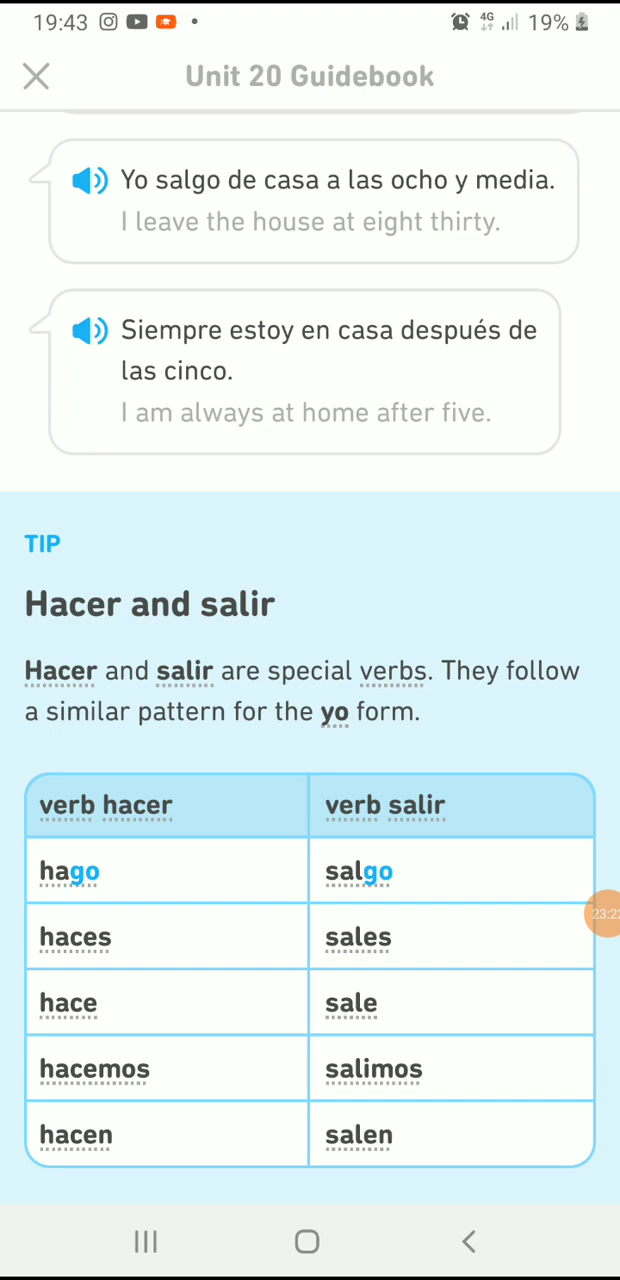 19:43
4G
19%
Unit 20 Guidebook
Yo salgo de casa a las ocho y media.
I leave the house at eight thirty.
Siempre estoy en casa después de
las cinco.
I am always at home after five.
TIP
Hacer and salir
Hacer and salir are special verbs. They follow
a similar pattern for the yo form.
verb hacer verb salir
hago salgo
haces sales
23:22
hace sale
hacemos salimos
hacen salen